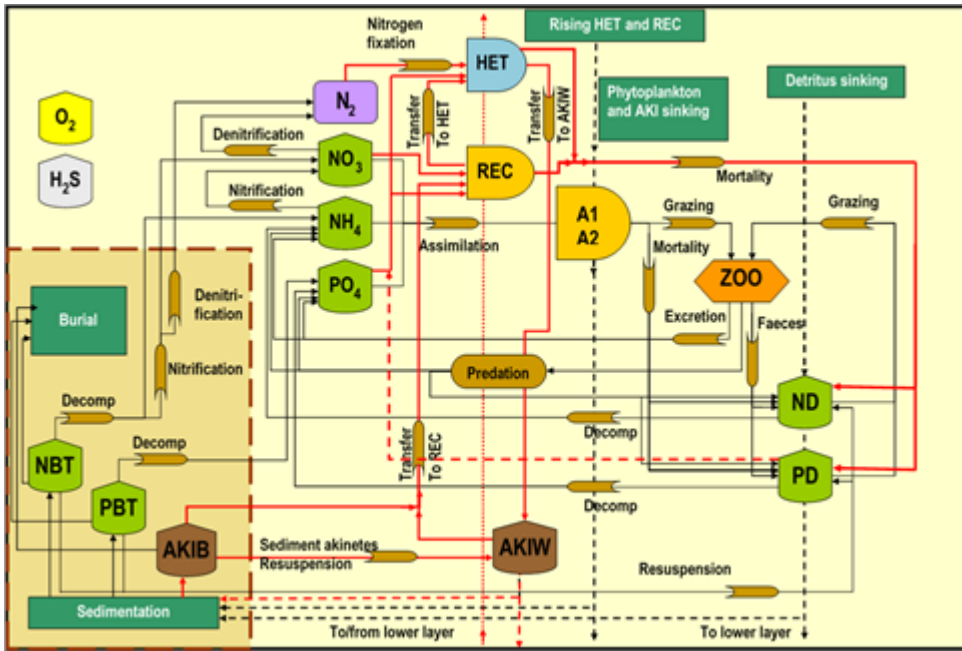 Nitrogen
fixation
HET
Rising HET and REC
Phytoplankton
and AKI sinking
Detritus sinking
O2
N2
Transfer
To HET
Transfer
To AKIW
Denitrification
H2S
NO3
REC
Mortality
Nitrification
NH4
Assimilation
A1
A2
Grazing
Grazing
Mortality
ZOO
PO4
Burial
Denitri-
fication
Excretion
Faeces
Nitrification
Predation
ND
Decomp
Decomp
Decomp
Transfer
To REC
NBT
PBT
PD
Decomp
AKIB
Sediment akinetes
Resuspension
AKIW
Resuspension
Sedimentation
To/from lower layer
To lower layer